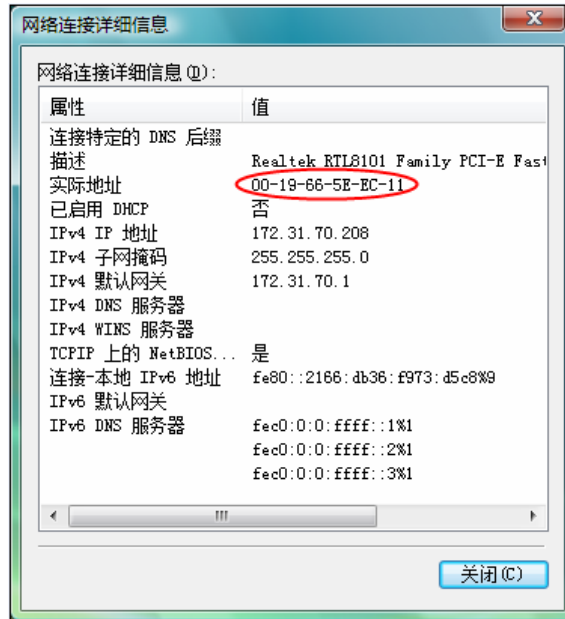 网络连接详细信息
网络连接详细信息(D):
属性 值
连接特定的 DNS 后缀
描述 Realtek RTL8101 Family PCI-E Fast
实际地址 00-19-66-5E-EC-11
已启用 DHCP 否
IPv4 IP 地址 172.31.70.208
IPv4 子网掩码 255.255.255.0
IPv4 默认网关 172.31.70.1
IPv4 DNS 服务器
IPv4 WINS 服务器
TCPIP 上的 NetBIOS... 是
连接-本地 IPv6 地址 fe80::2166:db36:f973:d5c8%9
IPv6 默认网关
IPv6 DNS 服务器 fec0:0:0:ffff::1%1
fec0:0:0:ffff::2%1
fec0:0:0:ffff::3%1
关闭(C)